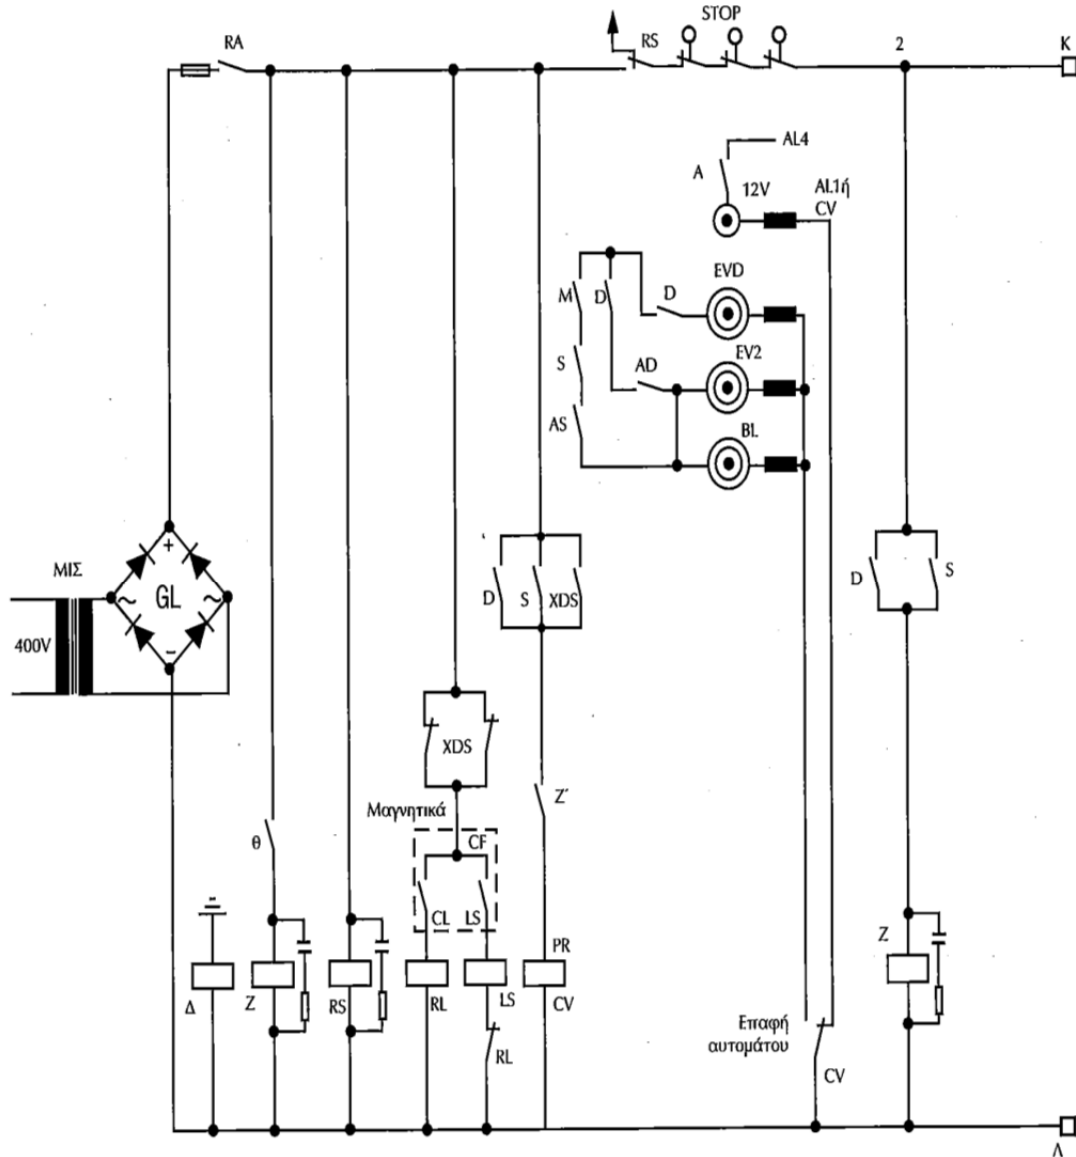 STOP
RA
RS
2
K
AL4
A
12V
AL1ή
CV
EVD
M
D
D
S
AD
EV2
AS
BL
ΜΙΣ
+
GL
~
~
−
400V
D
S
XDS
D
S
XDS
Μαγνητικά
Z´
θ
CF
CL
LS
PR
Z
Δ
Z
RS
RL
LS
CV
RL
Επαφή
αυτομάτου
CV
Λ